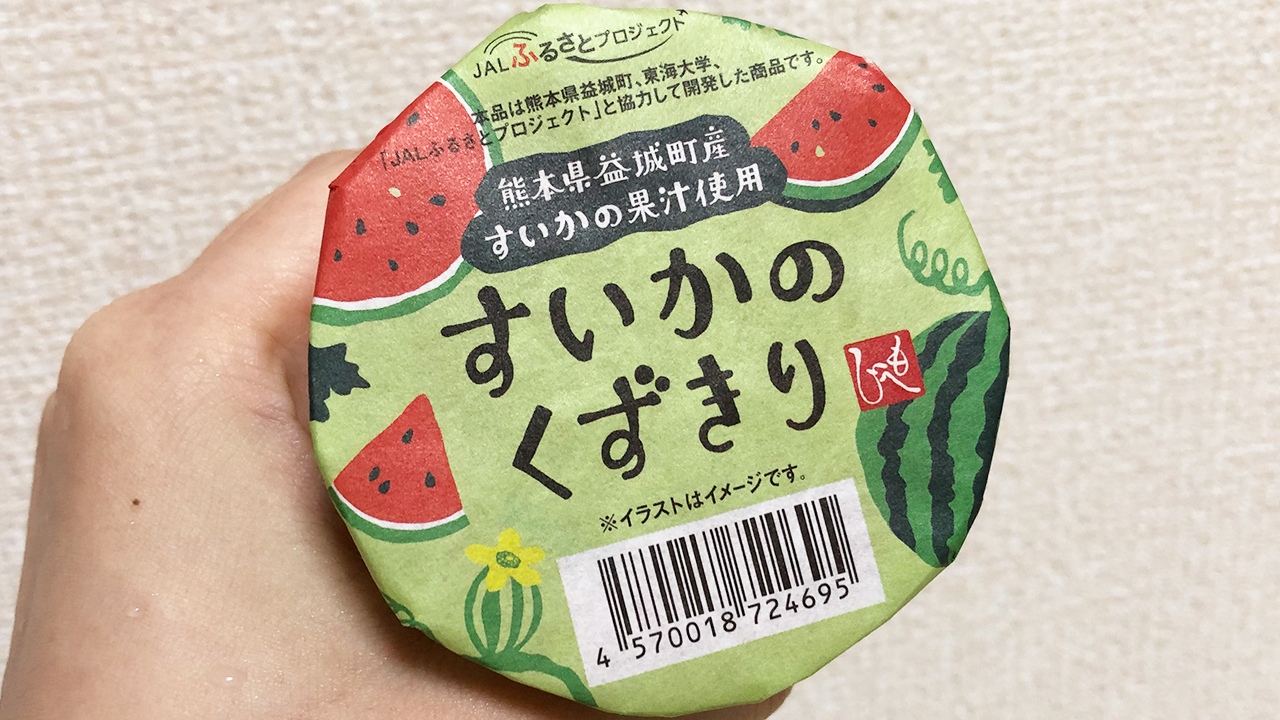 JALふるさとプロジェクト
本品は熊本県益城町、東海大学、
「JALふるさとプロジェクト」と協力して開発した商品です。
熊本県益城町産
すいかの果汁使用
すいかの
くずきり
もへじ
※イラストはイメージです。
4 570018 724695